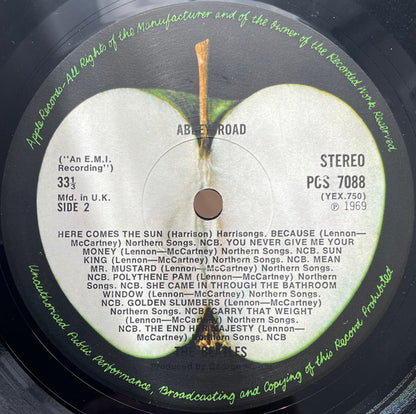 Apple Records—All Rights of the Manufacturer and of the Owner of the Recorded Work Reserved
ABBEY ROAD
("An E.M.I.
Recording")
33⅓
Mfd. in U.K.
SIDE 2
STEREO
PCS 7088
(YEX.750)
℗ 1969
HERE COMES THE SUN (Harrison) Harrisongs. BECAUSE (Lennon—
McCartney) Northern Songs. NCB. YOU NEVER GIVE ME YOUR
MONEY (Lennon—McCartney) Northern Songs. NCB. SUN
KING (Lennon—McCartney) Northern Songs. NCB. MEAN
MR. MUSTARD (Lennon—McCartney) Northern Songs.
NCB. POLYTHENE PAM (Lennon—McCartney) Northern
Songs. NCB. SHE CAME IN THROUGH THE BATHROOM
WINDOW (Lennon—McCartney) Northern Songs.
NCB. GOLDEN SLUMBERS (Lennon—McCartney)
Northern Songs. NCB. CARRY THAT WEIGHT
(Lennon—McCartney) Northern Songs.
NCB. THE END HER MAJESTY (Lennon—
McCartney) Northern Songs. NCB
THE BEATLES
Produced by George
Unauthorised Public Performance, Broadcasting and Copying of this Record Prohibited